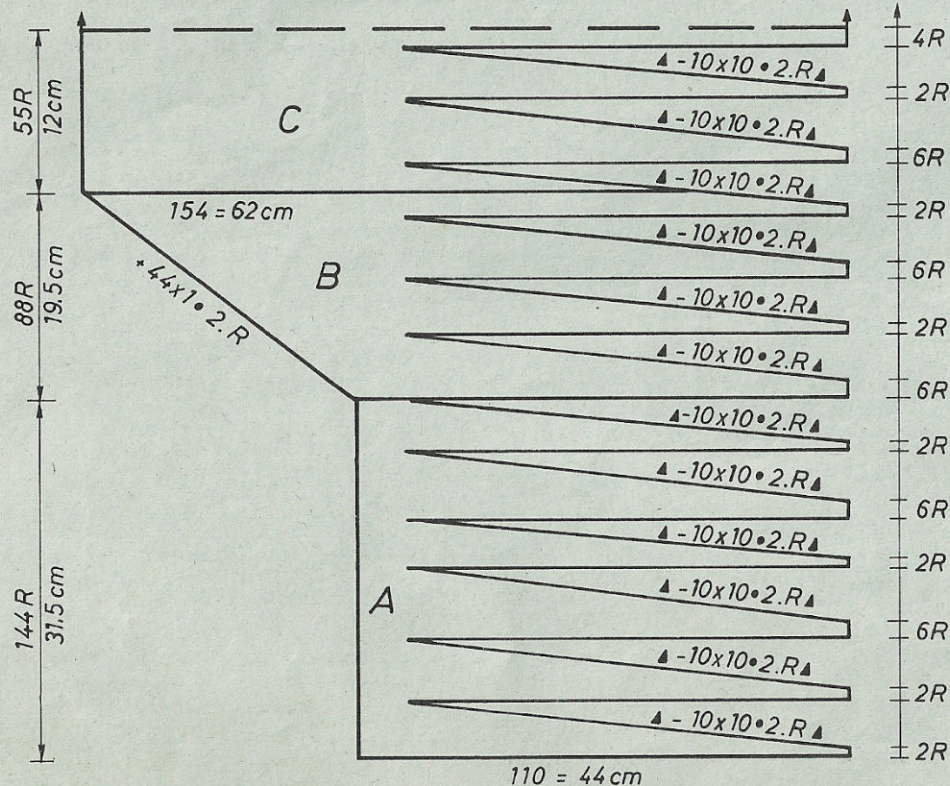 4R
▲ -10x10•2.R▲
2R
55R
12cm
C
▲ -10x10•2.R▲
6R
▲ -10x10•2.R▲
154 = 62cm
2R
▲ -10x10•2.R▲
6R
88R
19.5cm
+44x1•2.R
B
▲ -10x10•2.R▲
2R
▲ -10x10•2.R▲
6R
▲-10x10•2.R▲
2R
▲ -10x10•2.R▲
6R
▲ -10x10•2.R▲
2R
144R
31.5cm
A
▲ -10x10•2.R▲
6R
▲ -10x10•2.R▲
2R
▲ -10x10•2.R▲
2R
110 = 44cm